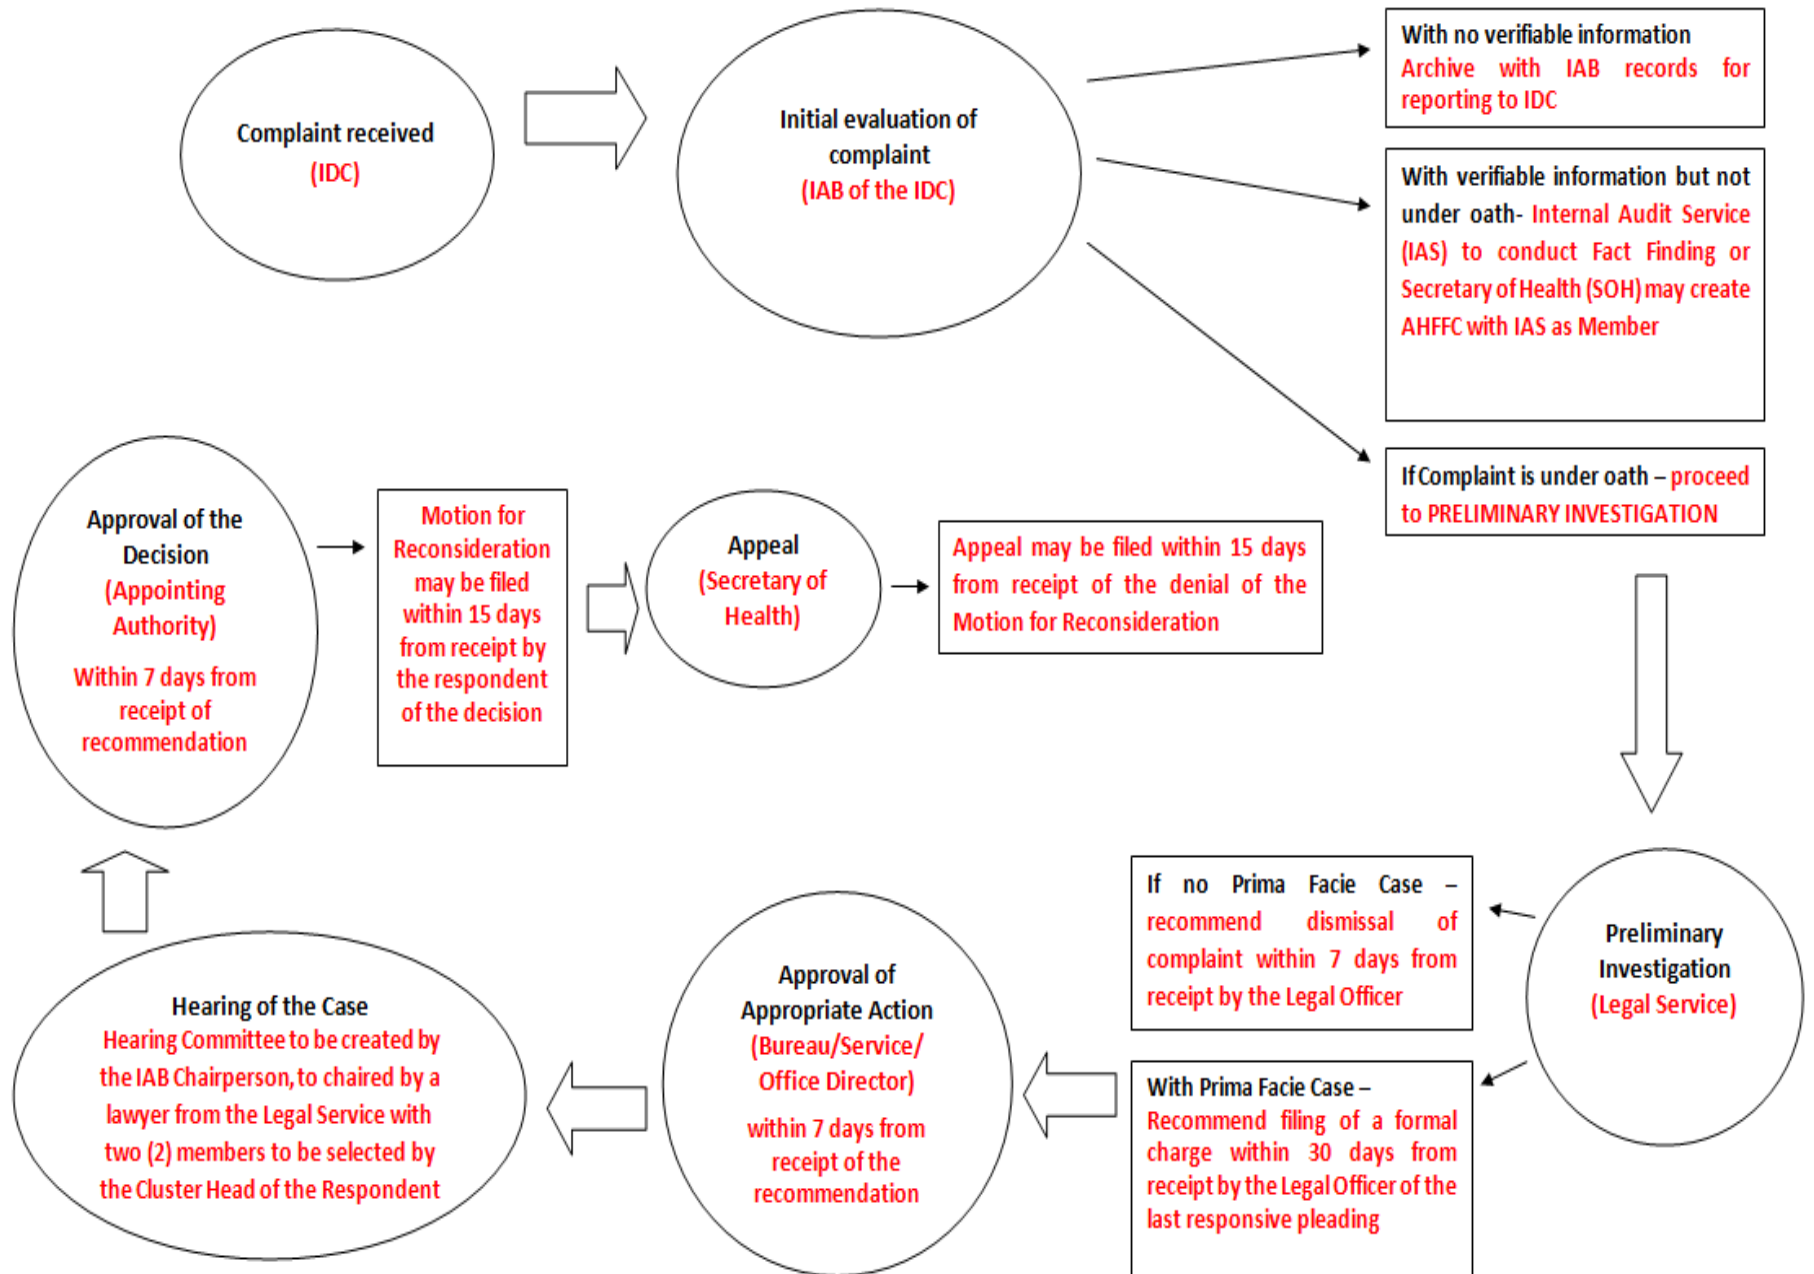 Complaint received
(IDC)
Initial evaluation of
complaint
(IAB of the IDC)
With no verifiable information
Archive with IAB records for
reporting to IDC
With verifiable information but not
under oath- Internal Audit Service
(IAS) to conduct Fact Finding or
Secretary of Health (SOH) may create
AHFFC with IAS as Member
If Complaint is under oath – proceed
to PRELIMINARY INVESTIGATION
Approval of the
Decision
(Appointing
Authority)
Within 7 days from
receipt of
recommendation
Motion for
Reconsideration
may be filed
within 15 days
from receipt by
the respondent
of the decision
Appeal
(Secretary of
Health)
Appeal may be filed within 15 days
from receipt of the denial of the
Motion for Reconsideration
Preliminary
Investigation
(Legal Service)
If no Prima Facie Case –
recommend dismissal of
complaint within 7 days from
receipt by the Legal Officer
With Prima Facie Case –
Recommend filing of a formal
charge within 30 days from
receipt by the Legal Officer of the
last responsive pleading
Approval of
Appropriate Action
(Bureau/Service/
Office Director)
within 7 days from
receipt of the
recommendation
Hearing of the Case
Hearing Committee to be created by
the IAB Chairperson, to chaired by a
lawyer from the Legal Service with
two (2) members to be selected by
the Cluster Head of the Respondent